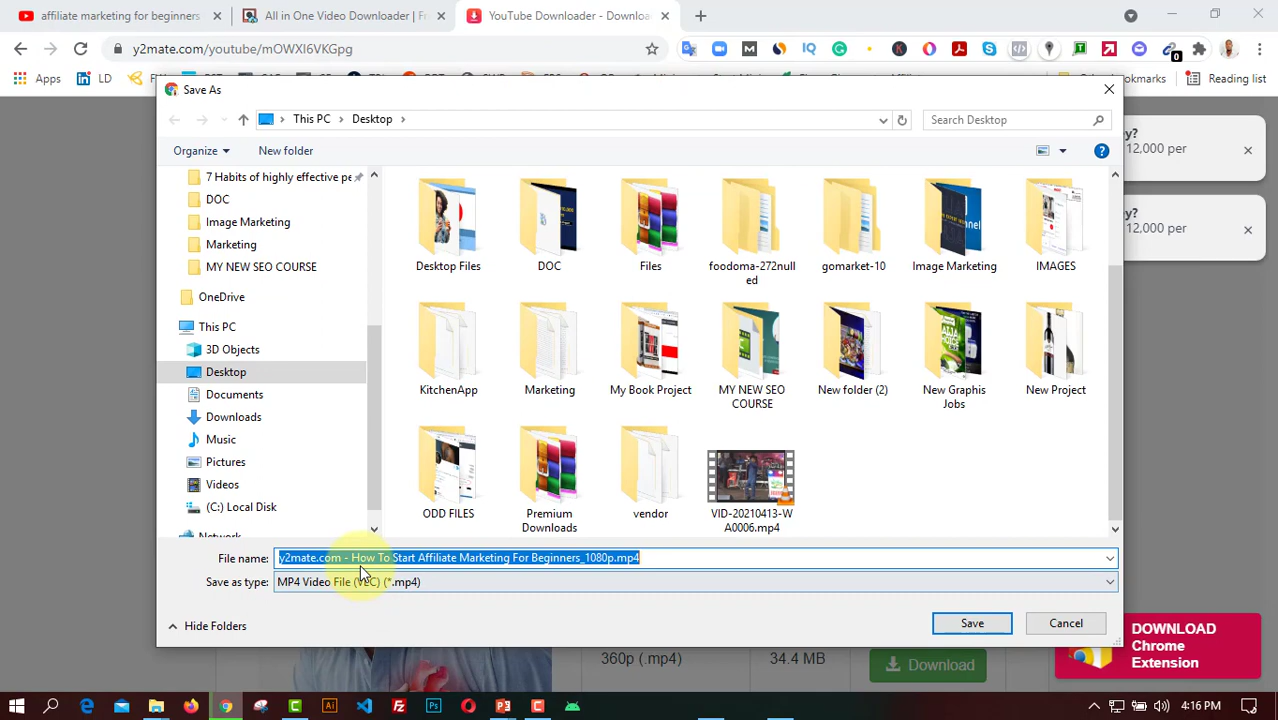 affiliate marketing for beginners
All in One Video Downloader | F
YouTube Downloader - Downloa
y2mate.com/youtube/mOWXI6VKGpg
0
Apps
LD
Bookmarks
Reading list
Save As
This PC
Desktop
Search Desktop
Organize
New folder
7 Habits of highly effective pe
DOC
Image Marketing
Marketing
MY NEW SEO COURSE
OneDrive
This PC
3D Objects
Desktop
Documents
Downloads
Music
Pictures
Videos
(C:) Local Disk
Network
Desktop Files
DOC
Files
foodoma-272null
ed
gomarket-10
Image Marketing
IMAGES
KitchenApp
Marketing
My Book Project
MY NEW SEO
COURSE
New folder (2)
New Graphis
Jobs
New Project
ODD FILES
Premium
Downloads
vendor
VID-20210413-W
A0006.mp4
File name:
y2mate.com - How To Start Affiliate Marketing For Beginners_1080p.mp4
Save as type:
MP4 Video File (VLC) (*.mp4)
Hide Folders
Save
Cancel
ey?
12,000 per
ey?
12,000 per
DOWNLOAD
Chrome
Extension
360p (.mp4)
34.4 MB
Download
4:16 PM